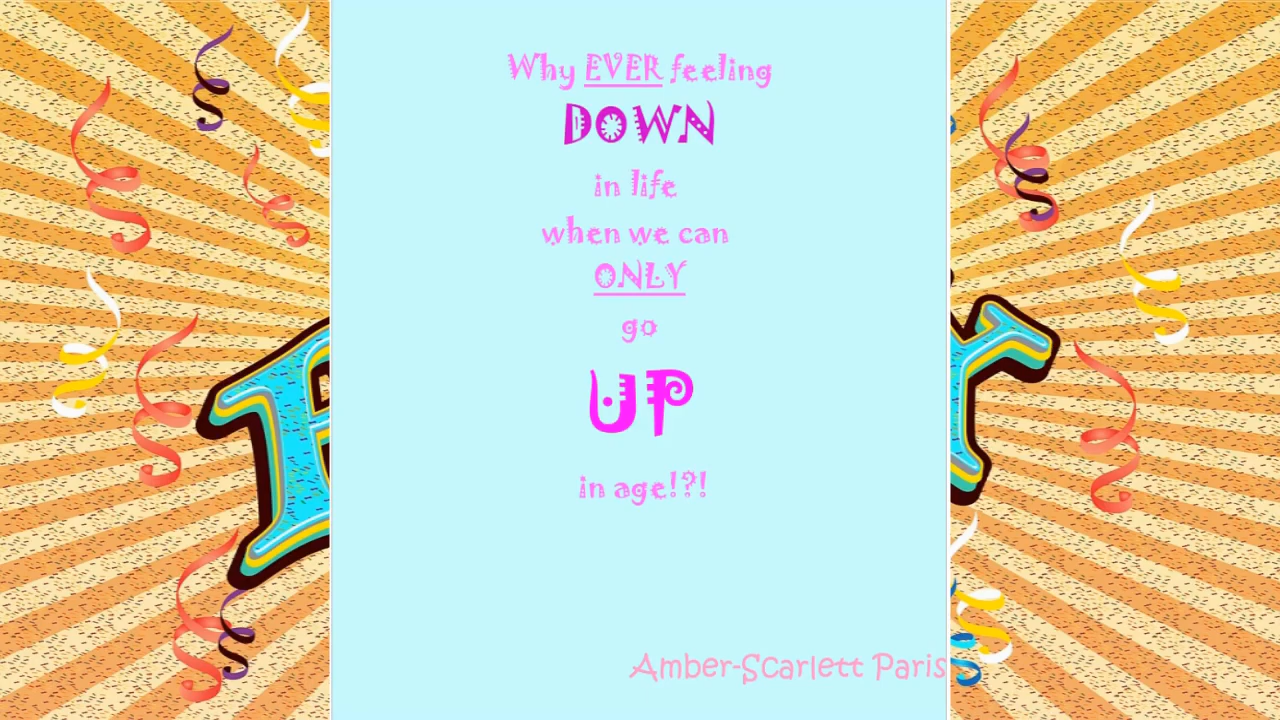 Why EVER feeling
DOWN
in life
when we can
ONLY
go
UP
in age!?!
Amber-Scarlett Paris